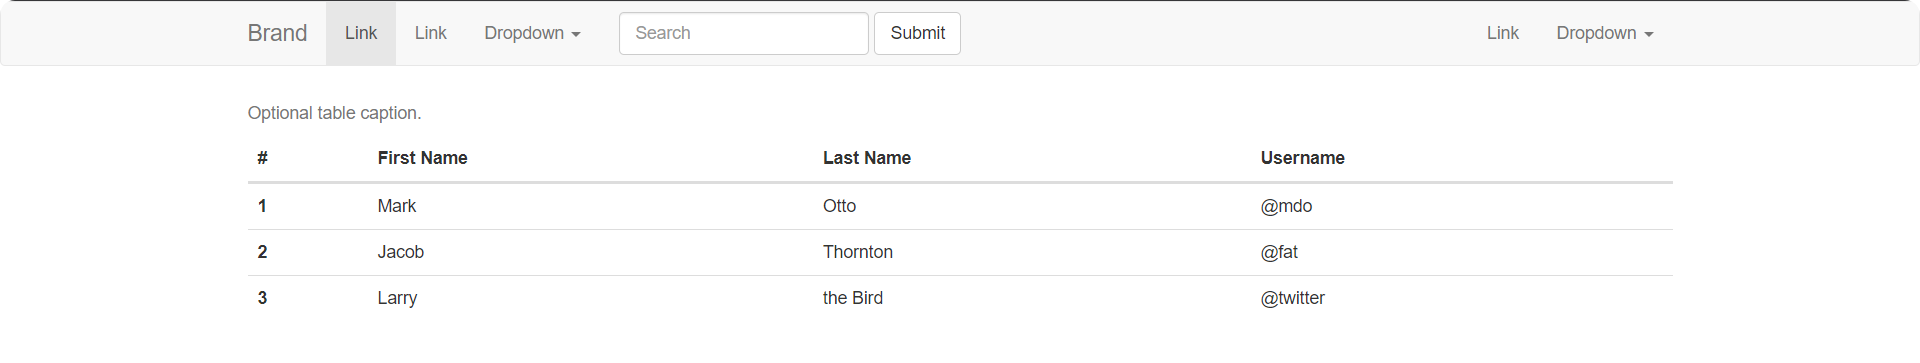 Brand Link Link Dropdown Search Submit Link Dropdown
Optional table caption.
# First Name Last Name Username
1 Mark Otto @mdo
2 Jacob Thornton @fat
3 Larry the Bird @twitter